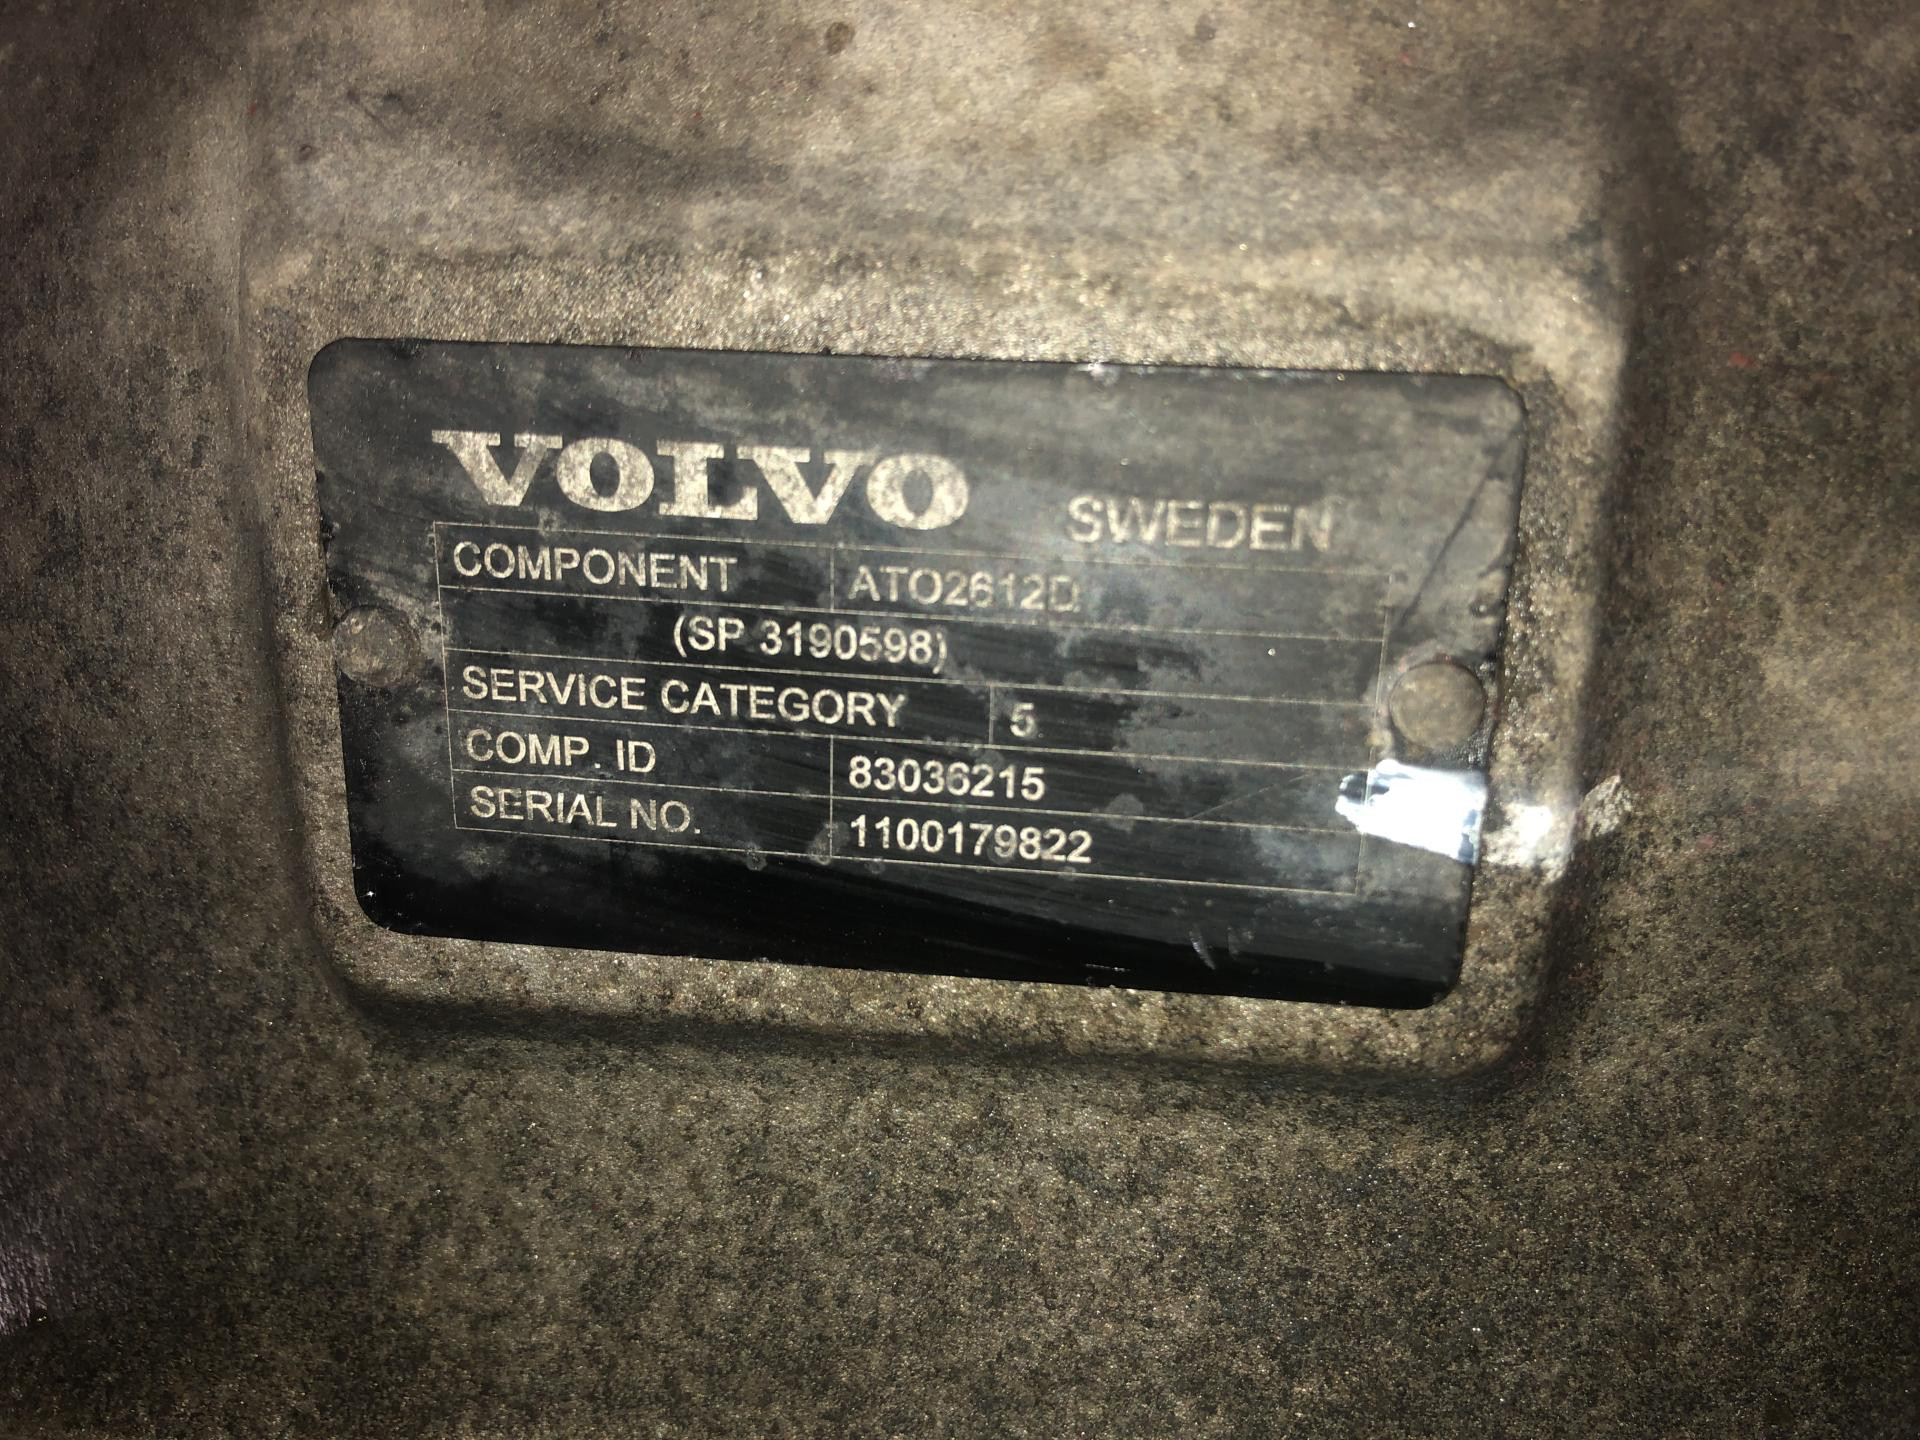 VOLVO SWEDEN
COMPONENT ATO2612D
(SP 3190598)
SERVICE CATEGORY 5
COMP. ID 83036215
SERIAL NO. 1100179822